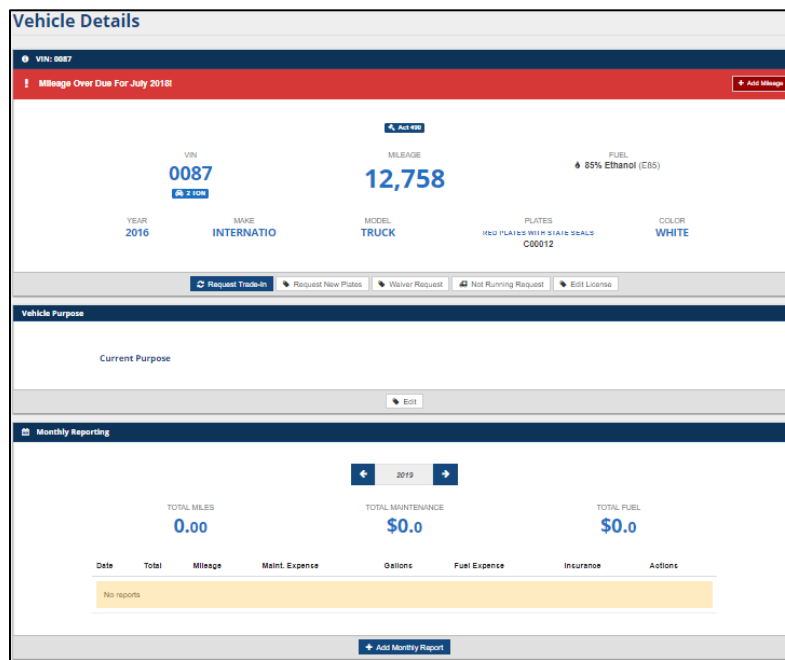 Vehicle Details
VIN: 0087
! Mileage Over Due For July 2018!
+ Add Mileage
Act 490
VIN MILEAGE FUEL
0087 12,758 85% Ethanol (E85)
2 TON
YEAR MAKE MODEL PLATES COLOR
2016 INTERNATIO TRUCK RED PLATES WITH STATE SEALS WHITE
C00012
Request Trade-In Request New Plates Waiver Request Not Running Request Edit License
Vehicle Purpose
Current Purpose
Edit
Monthly Reporting
2019
TOTAL MILES TOTAL MAINTENANCE TOTAL FUEL
0.00 $0.0 $0.0
Date Total Mileage Maint. Expense Gallons Fuel Expense Insurance Actions
No reports
+ Add Monthly Report